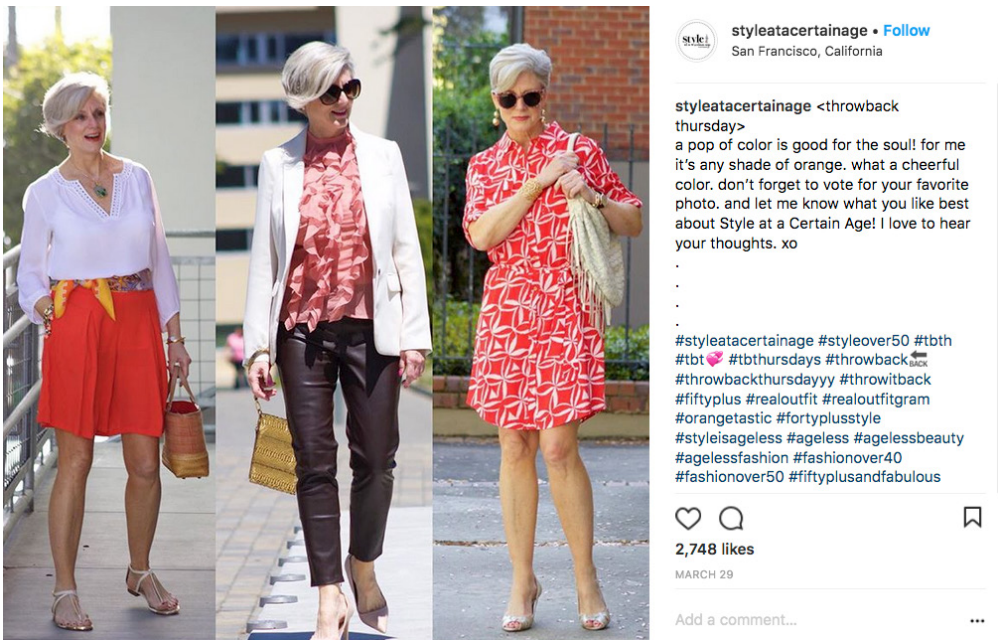 style
styleatacertainage • Follow
San Francisco, California
styleatacertainage <throwback
thursday>
a pop of color is good for the soul! for me
it's any shade of orange. what a cheerful
color. don't forget to vote for your favorite
photo. and let me know what you like best
about Style at a Certain Age! I love to hear
your thoughts. xo
.
.
.
.
#styleatacertainage #styleover50 #tbth
#tbt💞 #tbthursdays #throwback🔙
#throwbackthursdayyy #throwitback
#fiftyplus #realoutfit #realoutfitgram
#orangetastic #fortyplusstyle
#styleisageless #ageless #agelessbeauty
#agelessfashion #fashionover40
#fashionover50 #fiftyplusandfabulous
2,748 likes
MARCH 29
Add a comment...